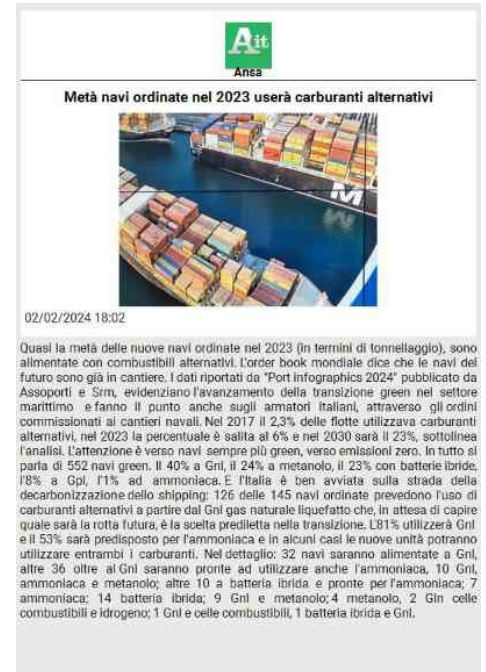 Ait
Ansa
Metà navi ordinate nel 2023 userà carburanti alternativi
M
02/02/2024 18:02
Quasi la metà delle nuove navi ordinate nel 2023 (in termini di tonnellaggio), sono
alimentate con combustibili alternativi. L'order book mondiale dice che le navi del
futuro sono già in cantiere. I dati riportati da "Port infographics 2024" pubblicato da
Assoporti e Srm, evidenziano l'avanzamento della transizione green nel settore
marittimo e fanno il punto anche sugli armatori italiani, attraverso gli ordini
commissionati ai cantieri navali. Nel 2017 il 2,3% delle flotte utilizzava carburanti
alternativi, nel 2023 la percentuale è salita al 6% e nel 2030 sarà il 23%, sottolinea
l'analisi. L'attenzione è verso navi sempre più green, verso emissioni zero. In tutto si
parla di 552 navi green. Il 40% a Gnl, il 24% a metanolo, il 23% con batterie ibride,
l'8% a Gpl, l'1% ad ammoniaca. E l'Italia è ben avviata sulla strada della
decarbonizzazione dello shipping: 126 delle 145 navi ordinate prevedono l'uso di
carburanti alternativi a partire dal Gnl gas naturale liquefatto che, in attesa di capire
quale sarà la rotta futura, è la scelta prediletta nella transizione. L'81% utilizzerà Gnl
e il 53% sarà predisposto per l'ammoniaca e in alcuni casi le nuove unità potranno
utilizzare entrambi i carburanti. Nel dettaglio: 32 navi saranno alimentate a Gnl,
altre 36 oltre al Gnl saranno pronte ad utilizzare anche l'ammoniaca, 10 Gnl,
ammoniaca e metanolo; altre 10 a batteria ibrida e pronte per l'ammoniaca; 7
ammoniaca; 14 batteria ibrida; 9 Gnl e metanolo; 4 metanolo, 2 Gln celle
combustibili e idrogeno; 1 Gnl e celle combustibili, 1 batteria ibrida e Gnl.